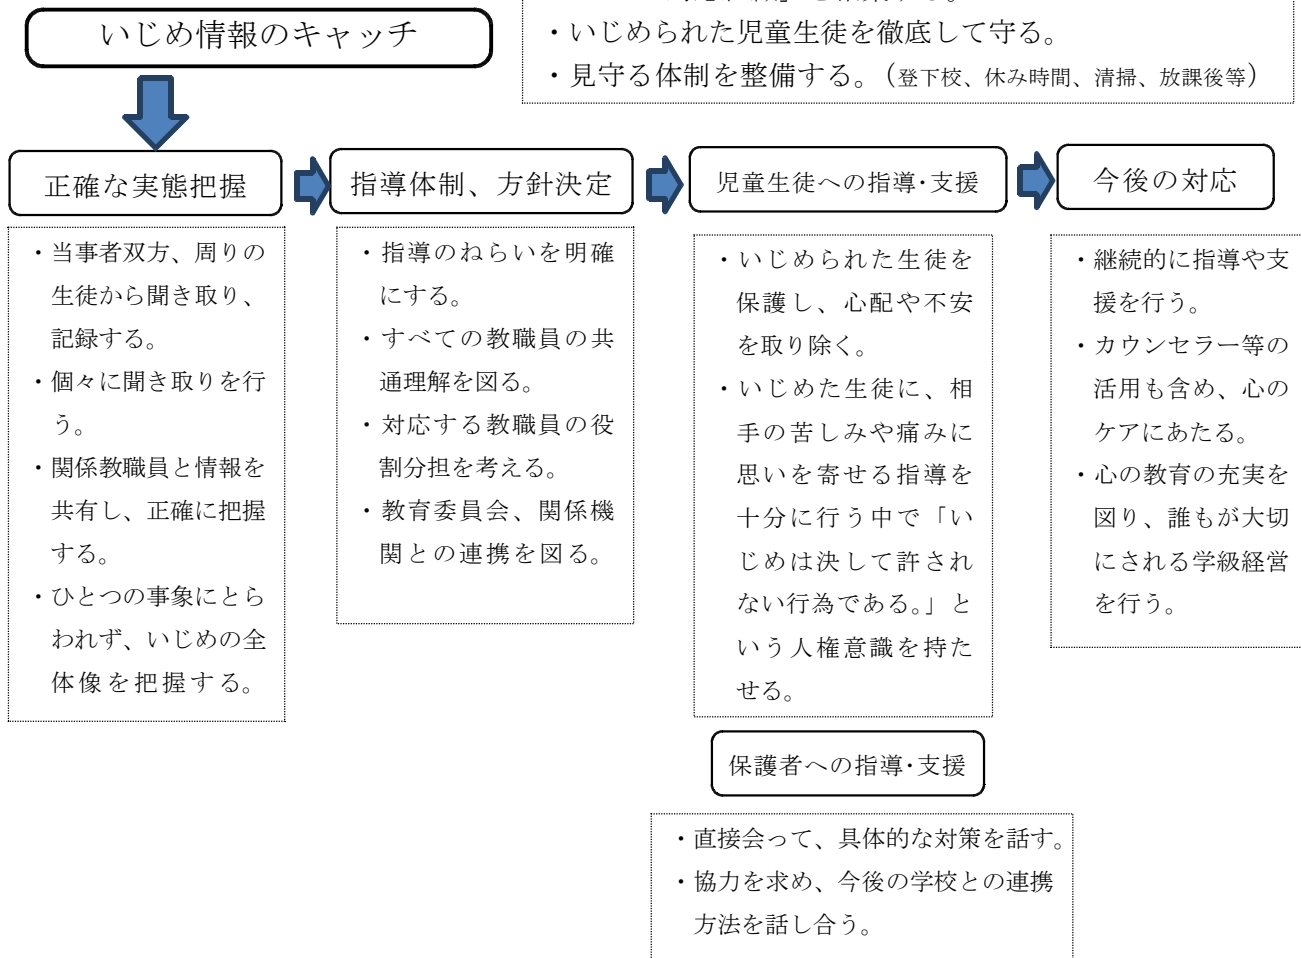 いじめ情報のキャッチ
・いじめられた児童生徒を徹底して守る。
・見守る体制を整備する。（登下校、休み時間、清掃、放課後等）
正確な実態把握
・当事者双方、周りの
生徒から聞き取り、
記録する。
・個々に聞き取りを行
う。
・関係教職員と情報を
共有し、正確に把握
する。
・ひとつの事象にとら
われず、いじめの全
体像を把握する。
指導体制、方針決定
・指導のねらいを明確
にする。
・すべての教職員の共
通理解を図る。
・対応する教職員の役
割分担を考える。
・教育委員会、関係機
関との連携を図る。
児童生徒への指導･支援
・いじめられた生徒を
保護し、心配や不安
を取り除く。
・いじめた生徒に、相
手の苦しみや痛みに
思いを寄せる指導を
十分に行う中で「い
じめは決して許され
ない行為である。」と
いう人権意識を持た
せる。
保護者への指導･支援
・直接会って、具体的な対策を話す。
・協力を求め、今後の学校との連携
方法を話し合う。
今後の対応
・継続的に指導や支
援を行う。
・カウンセラー等の
活用も含め、心の
ケアにあたる。
・心の教育の充実を
図り、誰もが大切
にされる学級経営
を行う。